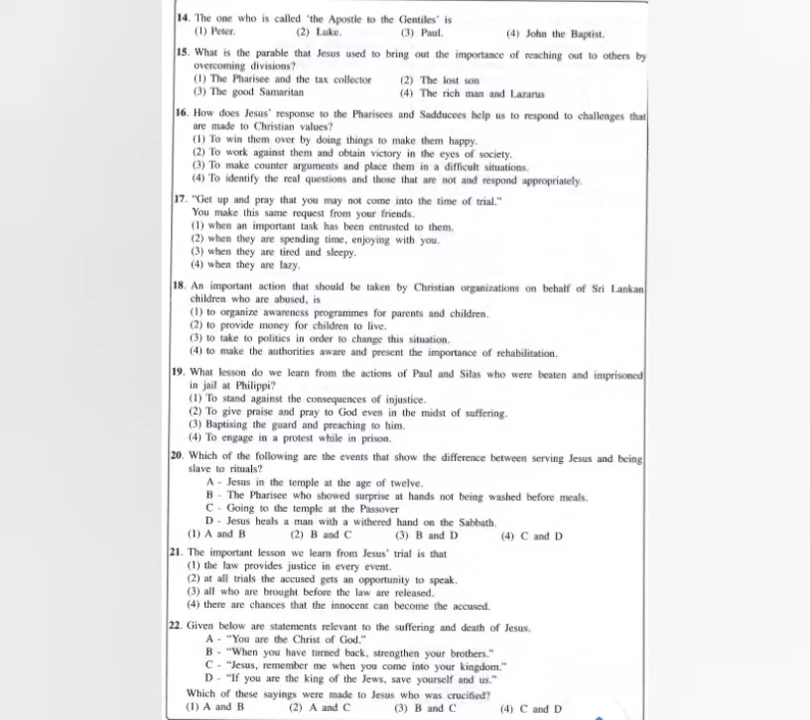 14. The one who is called 'the Apostle to the Gentiles' is
(1) Peter. (2) Luke. (3) Paul. (4) John the Baptist.
15. What is the parable that Jesus used to bring out the importance of reaching out to others by
overcoming divisions?
(1) The Pharisee and the tax collector (2) The lost son
(3) The good Samaritan (4) The rich man and Lazarus
16. How does Jesus' response to the Pharisees and Sadducees help us to respond to challenges that
are made to Christian values?
(1) To win them over by doing things to make them happy.
(2) To work against them and obtain victory in the eyes of society.
(3) To make counter arguments and place them in a difficult situations.
(4) To identify the real questions and those that are not and respond appropriately.
17. "Get up and pray that you may not come into the time of trial."
You make this same request from your friends.
(1) when an important task has been entrusted to them.
(2) when they are spending time, enjoying with you.
(3) when they are tired and sleepy.
(4) when they are lazy.
18. An important action that should be taken by Christian organizations on behalf of Sri Lankan
children who are abused, is
(1) to organize awareness programmes for parents and children.
(2) to provide money for children to live.
(3) to take to politics in order to change this situation.
(4) to make the authorities aware and present the importance of rehabilitation.
19. What lesson do we learn from the actions of Paul and Silas who were beaten and imprisoned
in jail at Philippi?
(1) To stand against the consequences of injustice.
(2) To give praise and pray to God even in the midst of suffering.
(3) Baptising the guard and preaching to him.
(4) To engage in a protest while in prison.
20. Which of the following are the events that show the difference between serving Jesus and being
slave to rituals?
A - Jesus in the temple at the age of twelve.
B - The Pharisee who showed surprise at hands not being washed before meals.
C - Going to the temple at the Passover
D - Jesus heals a man with a withered hand on the Sabbath.
(1) A and B (2) B and C (3) B and D (4) C and D
21. The important lesson we learn from Jesus' trial is that
(1) the law provides justice in every event.
(2) at all trials the accused gets an opportunity to speak.
(3) all who are brought before the law are released.
(4) there are chances that the innocent can become the accused.
22. Given below are statements relevant to the suffering and death of Jesus.
A - "You are the Christ of God."
B - "When you have turned back, strengthen your brothers."
C - "Jesus, remember me when you come into your kingdom."
D - "If you are the king of the Jews, save yourself and us."
Which of these sayings were made to Jesus who was crucified?
(1) A and B (2) A and C (3) B and C (4) C and D